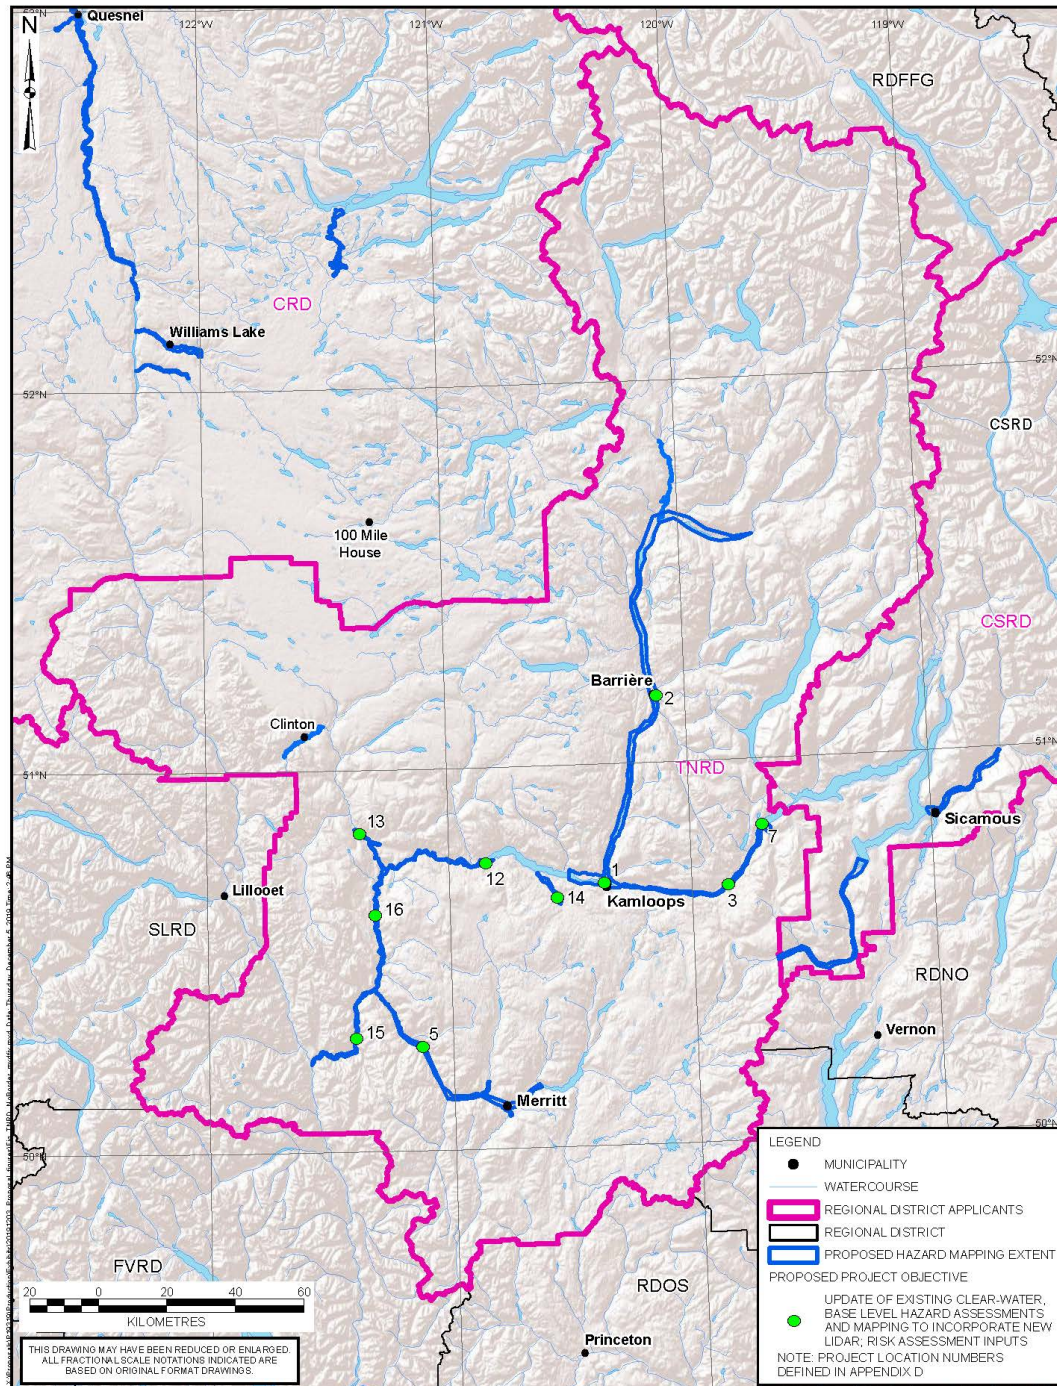 53°N
122°W
121°W
120°W
119°W
Quesnel
N
RDFFG
CRD
Williams Lake
52°N
52°N
CSRD
100 Mile
House
CSRD
Barrière
2
Clinton
TNRD
51°N
51°N
13
7
Sicamous
12
1
14
Kamloops
3
Lillooet
16
SLRD
RDNO
15
5
Vernon
Merritt
50°N
50°N
FVRD
RDOS
Princeton
20 0 20 40 60
KILOMETRES
THIS DRAWING MAY HAVE BEEN REDUCED OR ENLARGED.
ALL FRACTIONAL SCALE NOTATIONS INDICATED ARE
BASED ON ORIGINAL FORMAT DRAWINGS.
LEGEND
MUNICIPALITY
WATERCOURSE
REGIONAL DISTRICT APPLICANTS
REGIONAL DISTRICT
PROPOSED HAZARD MAPPING EXTENT
PROPOSED PROJECT OBJECTIVE
UPDATE OF EXISTING CLEAR-WATER,
BASE LEVEL HAZARD ASSESSMENTS
AND MAPPING TO INCORPORATE NEW
LIDAR; RISK ASSESSMENT INPUTS
NOTE: PROJECT LOCATION NUMBERS
DEFINED IN APPENDIX D